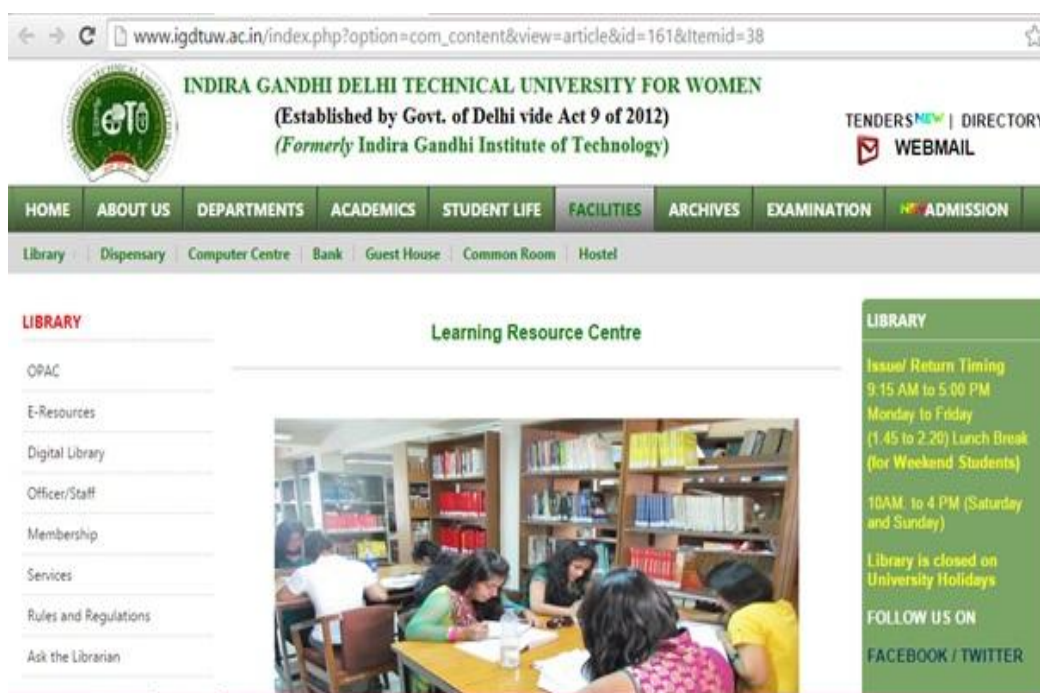 www.igdtuw.ac.in/index.php?option=com_content&view=article&id=161&Itemid=38
INDIRA GANDHI DELHI TECHNICAL UNIVERSITY FOR WOMEN
(Established by Govt. of Delhi vide Act 9 of 2012)
(Formerly Indira Gandhi Institute of Technology)
TENDERS NEW | DIRECTORY
WEBMAIL
HOME ABOUT US DEPARTMENTS ACADEMICS STUDENT LIFE FACILITIES ARCHIVES EXAMINATION NEW ADMISSION
Library | Dispensary | Computer Centre | Bank | Guest House | Common Room | Hostel
LIBRARY
OPAC
E-Resources
Digital Library
Officer/Staff
Membership
Services
Rules and Regulations
Ask the Librarian
Learning Resource Centre
LIBRARY
Issue/ Return Timing
9:15 AM to 5:00 PM
Monday to Friday
(1.45 to 2.20) Lunch Break
(for Weekend Students)
10AM. to 4 PM (Saturday
and Sunday)
Library is closed on
University Holidays
FOLLOW US ON
FACEBOOK / TWITTER